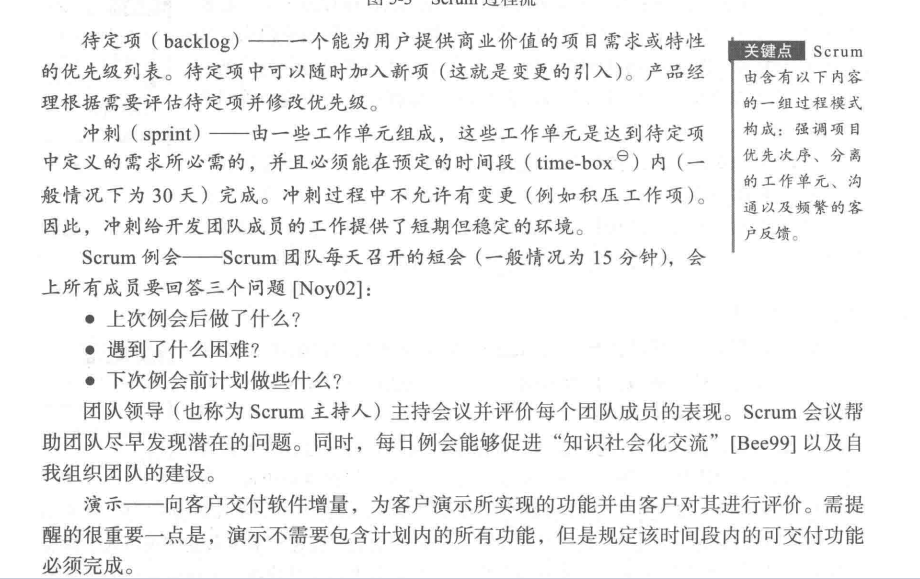 图 5-3 Scrum 过程流
待定项（backlog）——一个能为用户提供商业价值的项目需求或特性
的优先级列表。待定项中可以随时加入新项（这就是变更的引入）。产品经
理根据需要评估待定项并修改优先级。
冲刺（sprint）——由一些工作单元组成，这些工作单元是达到待定项
中定义的需求所必需的，并且必须能在预定的时间段（time-box㊀）内（一
般情况下为 30 天）完成。冲刺过程中不允许有变更（例如积压工作项）。
因此，冲刺给开发团队成员的工作提供了短期但稳定的环境。
Scrum 例会——Scrum 团队每天召开的短会（一般情况为 15 分钟），会
上所有成员要回答三个问题 [Noy02]：
● 上次例会后做了什么？
● 遇到了什么困难？
● 下次例会前计划做些什么？
团队领导（也称为 Scrum 主持人）主持会议并评价每个团队成员的表现。Scrum 会议帮
助团队尽早发现潜在的问题。同时，每日例会能够促进“知识社会化交流”[Bee99] 以及自
我组织团队的建设。
演示——向客户交付软件增量，为客户演示所实现的功能并由客户对其进行评价。需提
醒的很重要一点是，演示不需要包含计划内的所有功能，但是规定该时间段内的可交付功能
必须完成。
关键点 Scrum
由含有以下内容
的一组过程模式
构成：强调项目
优先次序、分离
的工作单元、沟
通以及频繁的客
户反馈。